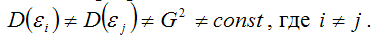 D(εᵢ) ≠ D(εⱼ) ≠ G² ≠ const, где i ≠ j.